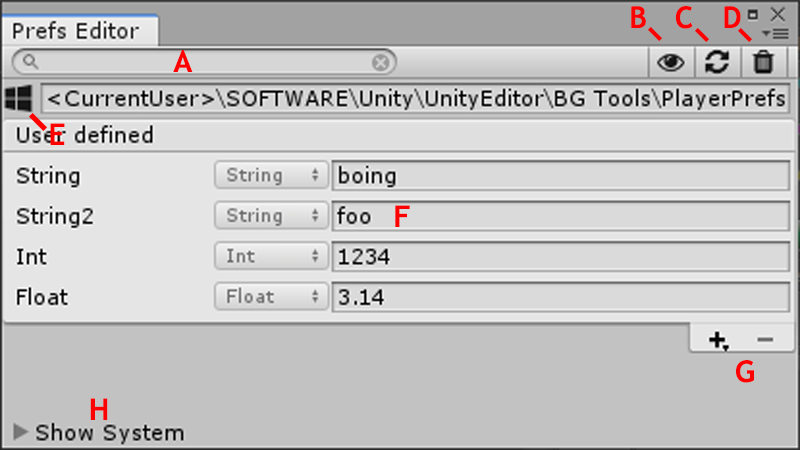 B C D
Prefs Editor
A
<CurrentUser>\SOFTWARE\Unity\UnityEditor\BG Tools\PlayerPrefs
E
User defined
String String boing
String2 String foo F
Int Int 1234
Float Float 3.14
+ −
G
H
Show System